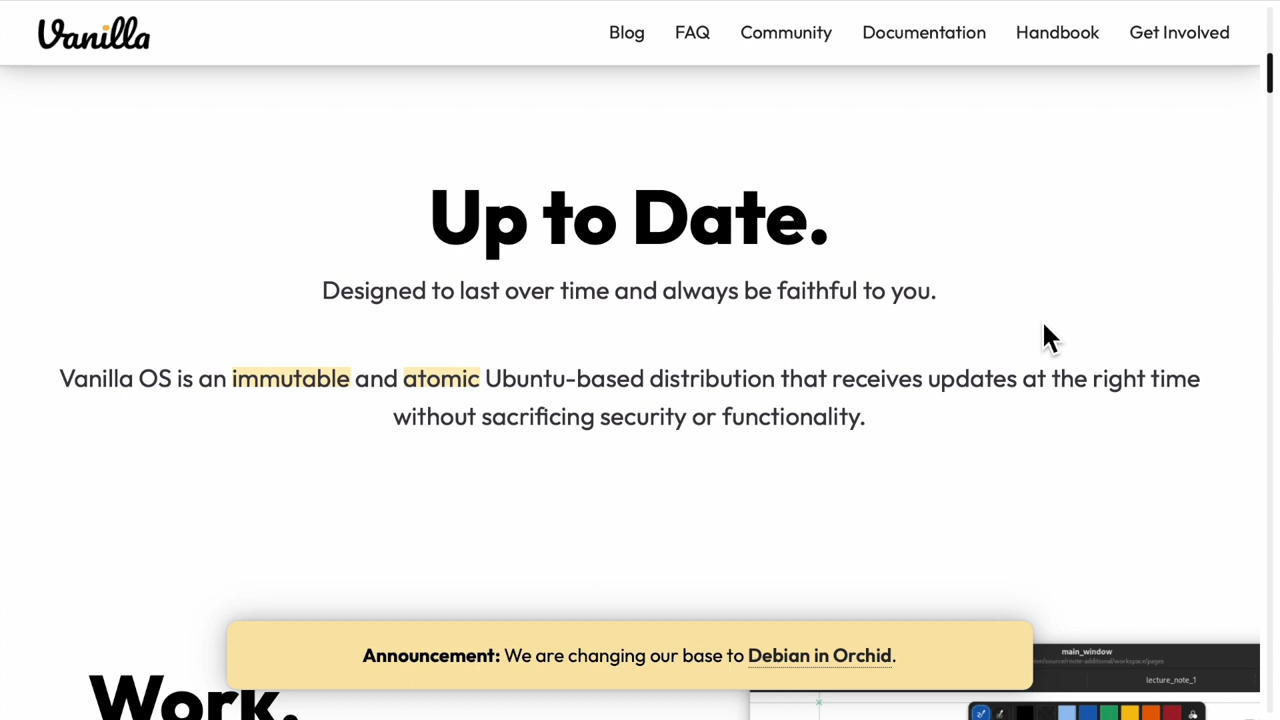 Vanilla
Blog FAQ Community Documentation Handbook Get Involved
Up to Date.
Designed to last over time and always be faithful to you.
Vanilla OS is an immutable and atomic Ubuntu-based distribution that receives updates at the right time
without sacrificing security or functionality.
Announcement: We are changing our base to Debian in Orchid.
main_window
lecture_note_1
Work.